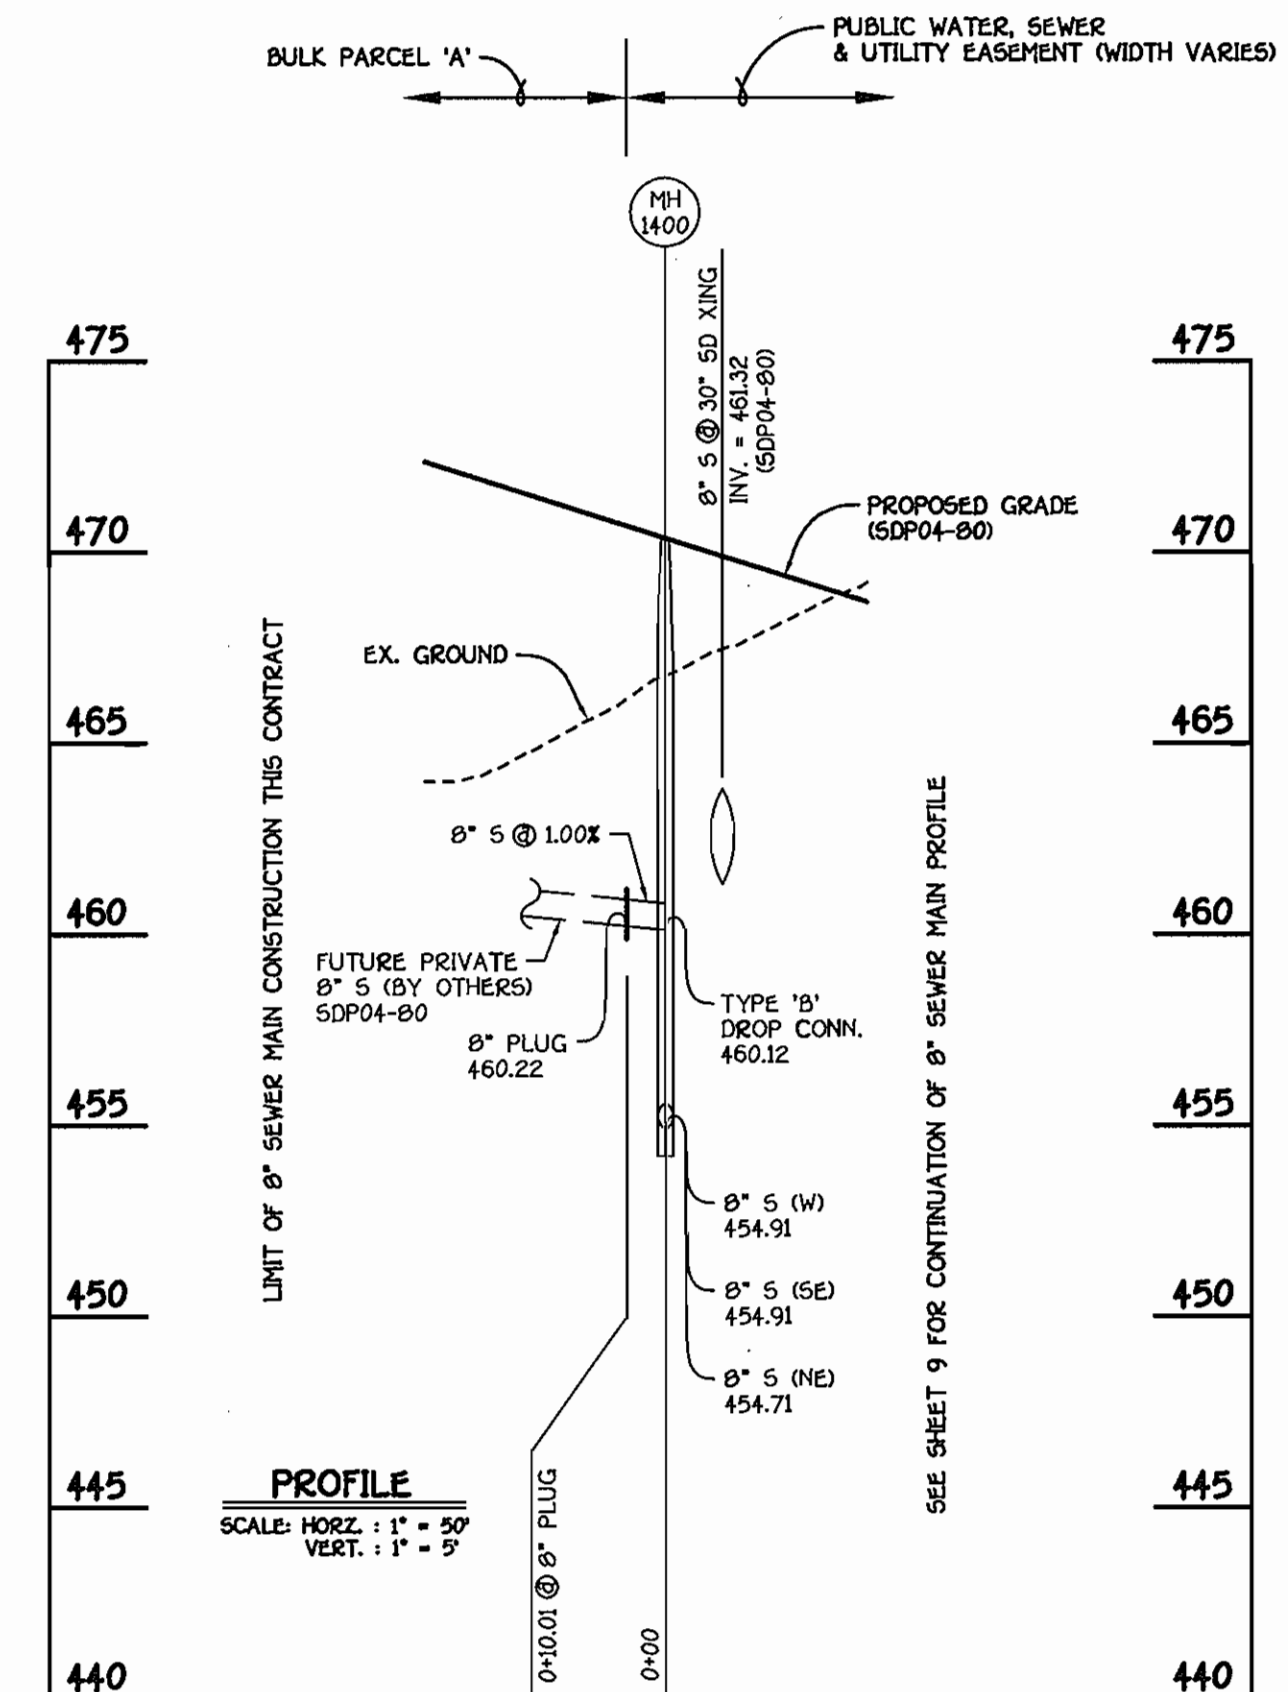 BULK PARCEL 'A'
PUBLIC WATER, SEWER
& UTILITY EASEMENT (WIDTH VARIES)
MH
1400
8" S @ 30" SD XING
INV. = 461.32
(SDP04-80)
475
475
PROPOSED GRADE
(SDP04-80)
470
470
EX. GROUND
465
465
LIMIT OF 8" SEWER MAIN CONSTRUCTION THIS CONTRACT
SEE SHEET 9 FOR CONTINUATION OF 8" SEWER MAIN PROFILE
8" S @ 1.00%
460
460
FUTURE PRIVATE
8" S (BY OTHERS)
SDP04-80
8" PLUG
460.22
TYPE 'B'
DROP CONN.
460.12
455
455
8" S (W)
454.91
8" S (SE)
454.91
450
450
8" S (NE)
454.71
445
445
PROFILE
SCALE: HORZ. : 1" = 50'
VERT. : 1" = 5'
0+10.01 @ 8" PLUG
0+00
440
440